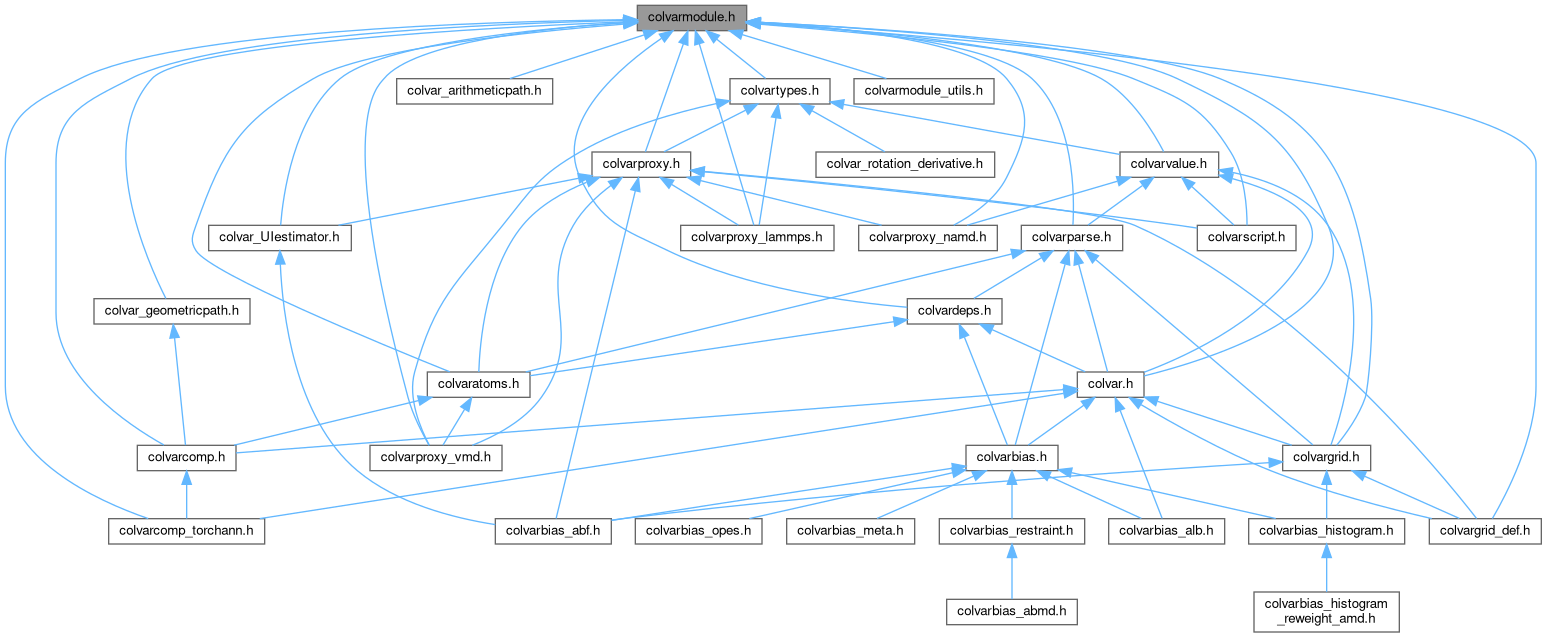 colvarmodule.h
colvar_arithmeticpath.h
colvartypes.h
colvarmodule_utils.h
colvarproxy.h
colvar_rotation_derivative.h
colvarvalue.h
colvar_UIestimator.h
colvarproxy_lammps.h
colvarproxy_namd.h
colvarparse.h
colvarscript.h
colvar_geometricpath.h
colvardeps.h
colvaratoms.h
colvar.h
colvarcomp.h
colvarproxy_vmd.h
colvarbias.h
colvargrid.h
colvarcomp_torchann.h
colvarbias_abf.h
colvarbias_opes.h
colvarbias_meta.h
colvarbias_restraint.h
colvarbias_alb.h
colvarbias_histogram.h
colvargrid_def.h
colvarbias_abmd.h
colvarbias_histogram
_reweight_amd.h